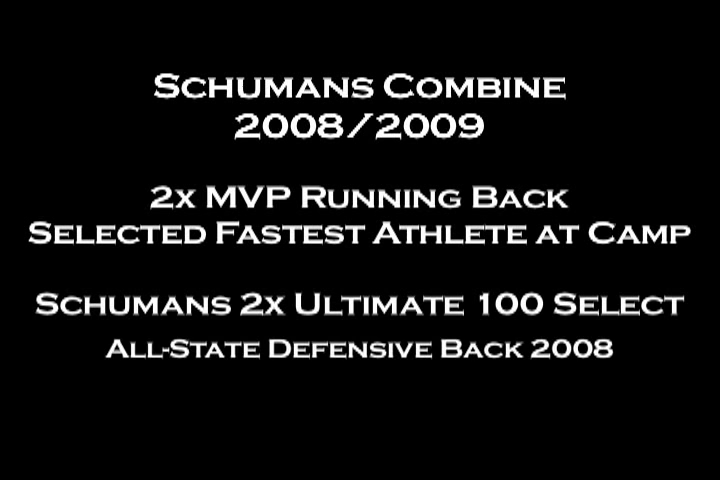 Schumans Combine
2008/2009
2x MVP Running Back
Selected Fastest Athlete at Camp
Schumans 2x Ultimate 100 Select
All-State Defensive Back 2008